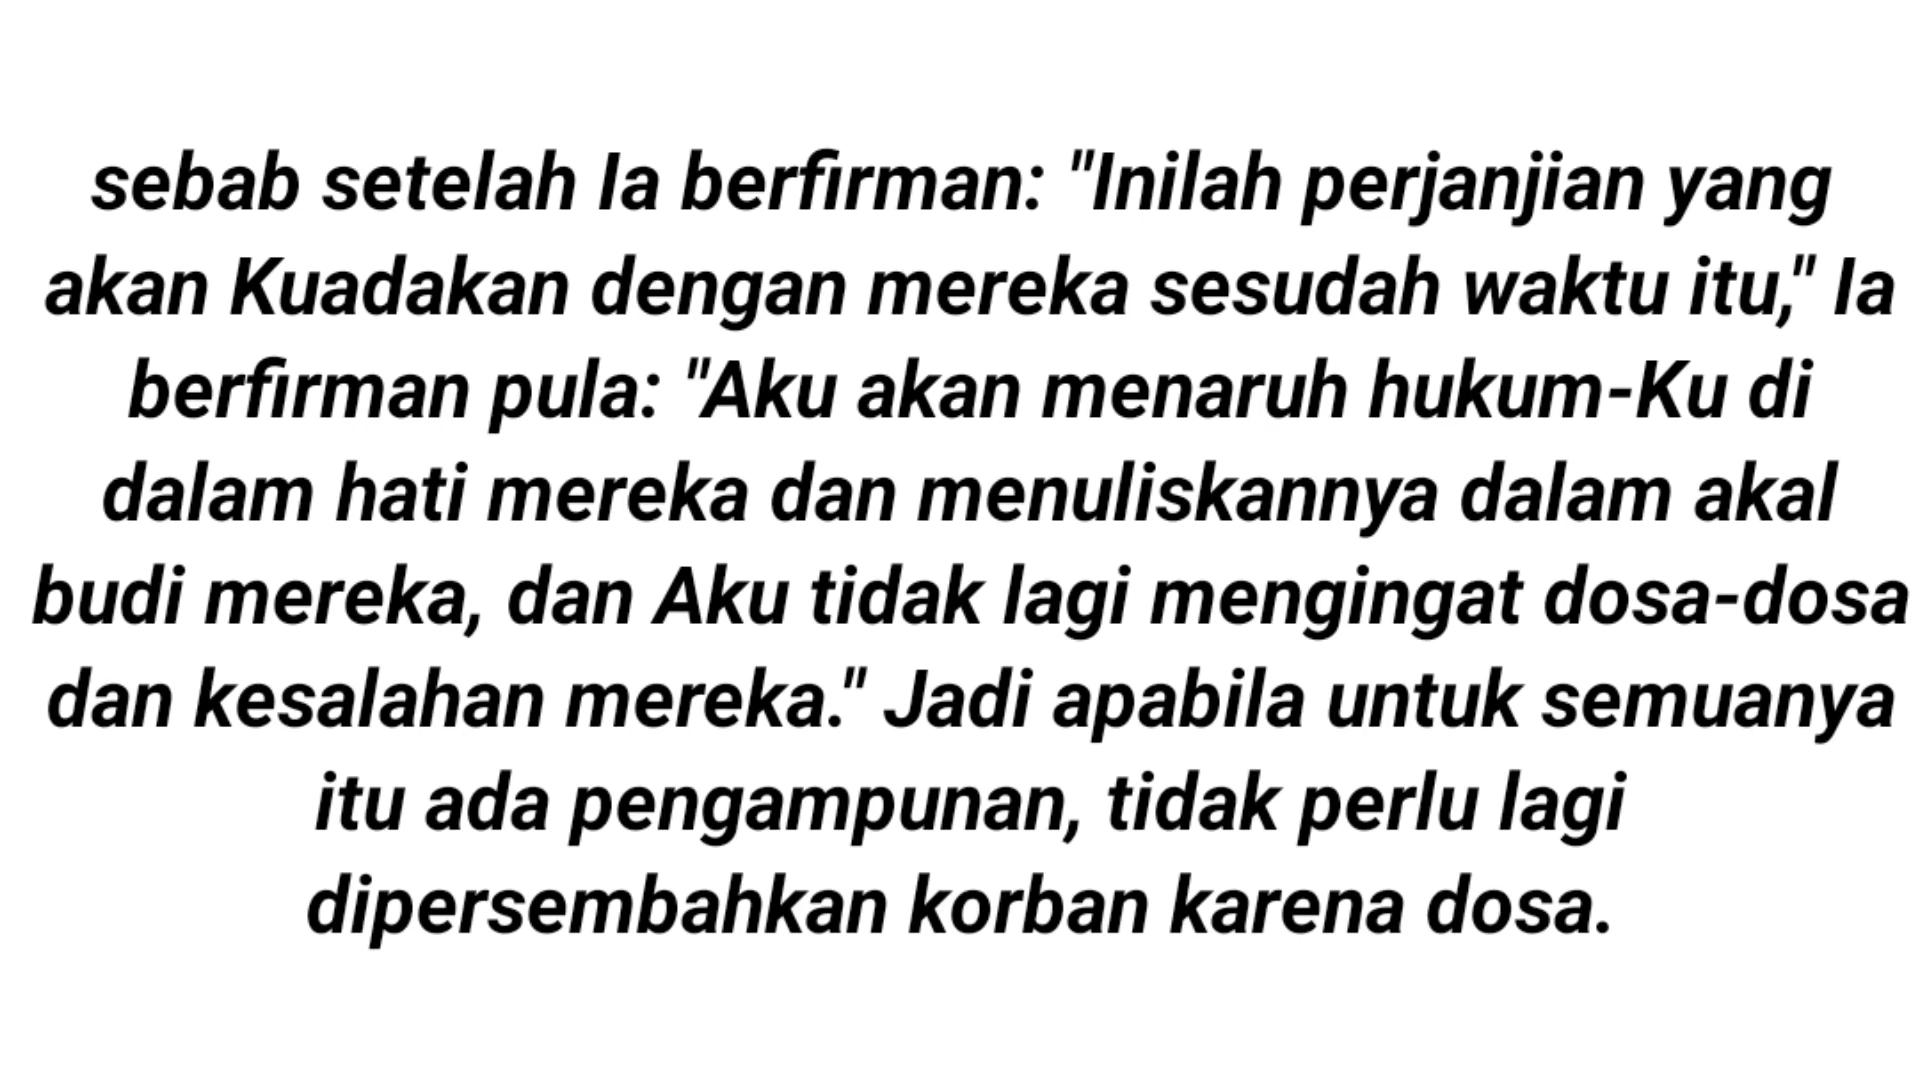 sebab setelah Ia berfirman: "Inilah perjanjian yang
akan Kuadakan dengan mereka sesudah waktu itu," Ia
berfirman pula: "Aku akan menaruh hukum-Ku di
dalam hati mereka dan menuliskannya dalam akal
budi mereka, dan Aku tidak lagi mengingat dosa-dosa
dan kesalahan mereka." Jadi apabila untuk semuanya
itu ada pengampunan, tidak perlu lagi
dipersembahkan korban karena dosa.